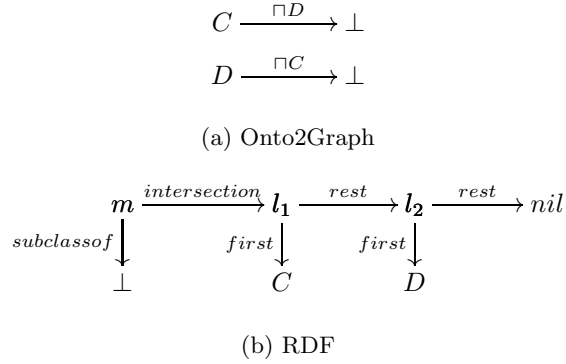 ⊓D
C ⊥
⊓C
D ⊥
(a) Onto2Graph
intersection rest rest
m l₁ l₂ nil
subclassof first first
⊥ C D
(b) RDF